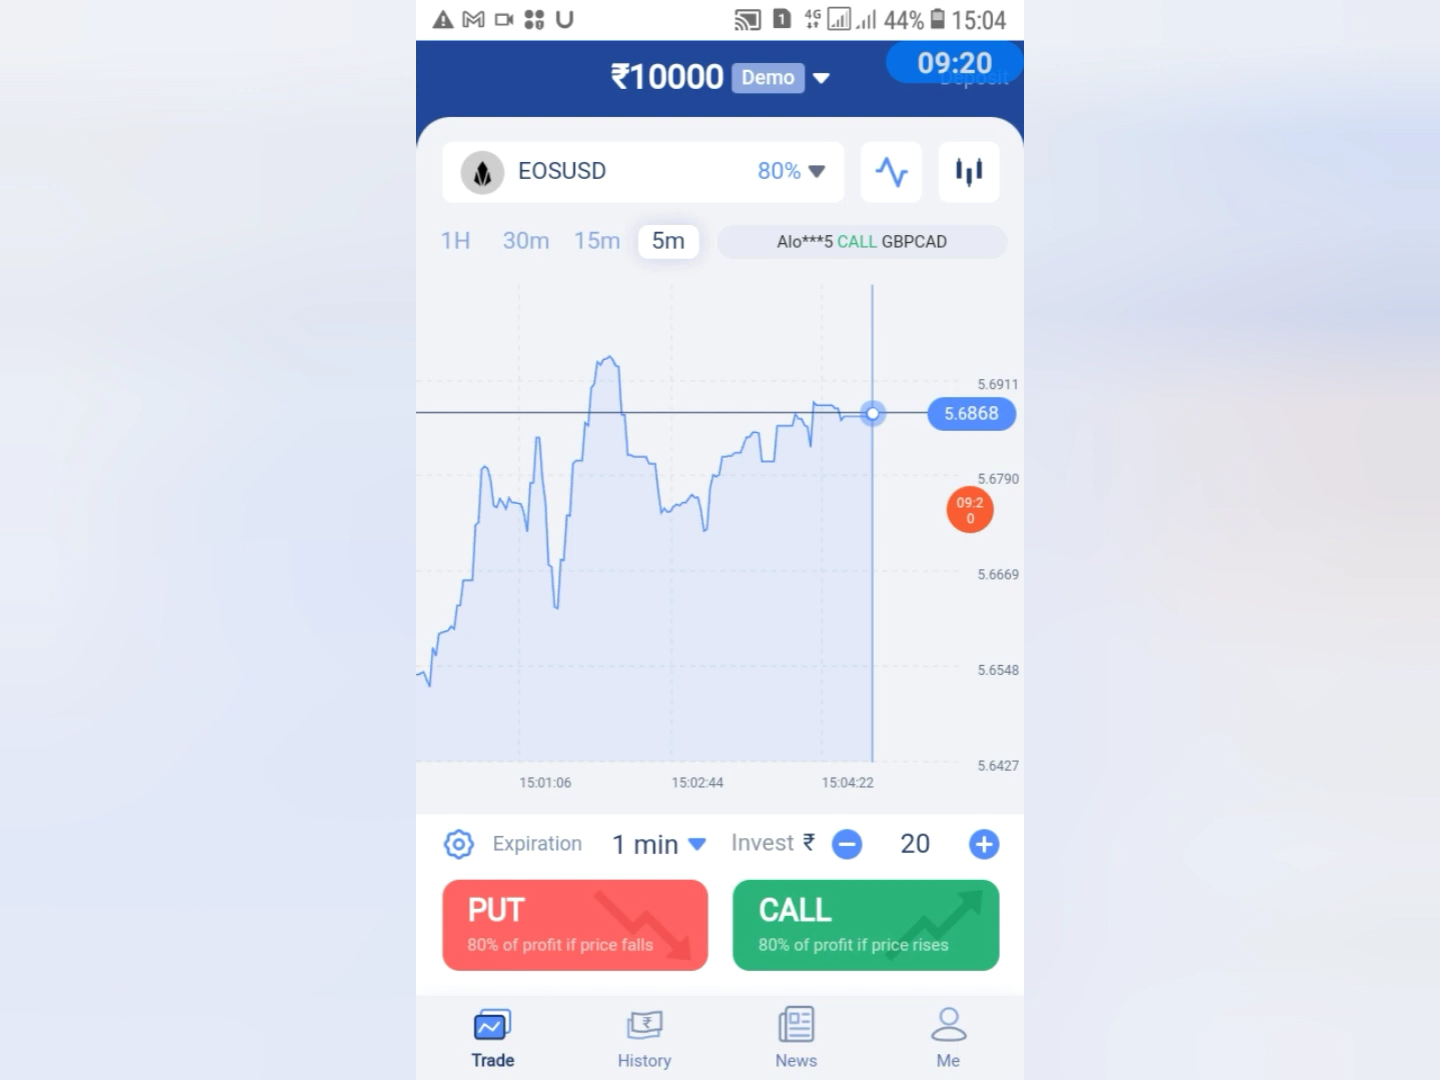 4G 44% 15:04
1
₹10000 Demo
09:20
Deposit
EOSUSD 80%
1H 30m 15m 5m Alo***5 CALL GBPCAD
5.6911
5.6868
5.6790
09:2
0
5.6669
5.6548
5.6427
15:01:06 15:02:44 15:04:22
Expiration 1 min Invest ₹ 20
PUT CALL
80% of profit if price falls 80% of profit if price rises
Trade History News Me